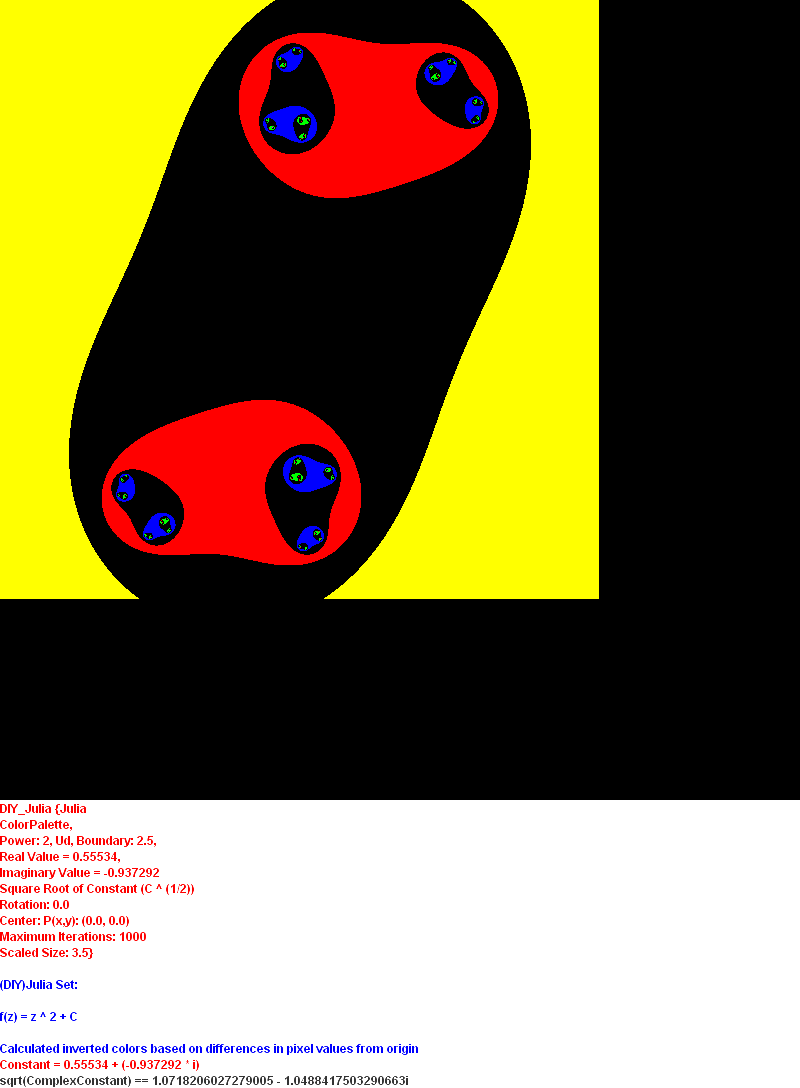 DIY_Julia {Julia
ColorPalette,
Power: 2, Ud, Boundary: 2.5,
Real Value = 0.55534,
Imaginary Value = -0.937292
Square Root of Constant (C ^ (1/2))
Rotation: 0.0
Center: P(x,y): (0.0, 0.0)
Maximum Iterations: 1000
Scaled Size: 3.5}
(DIY)Julia Set:
f(z) = z ^ 2 + C
Calculated inverted colors based on differences in pixel values from origin
Constant = 0.55534 + (-0.937292 * i)
sqrt(ComplexConstant) == 1.0718206027279005 - 1.0488417503290663i